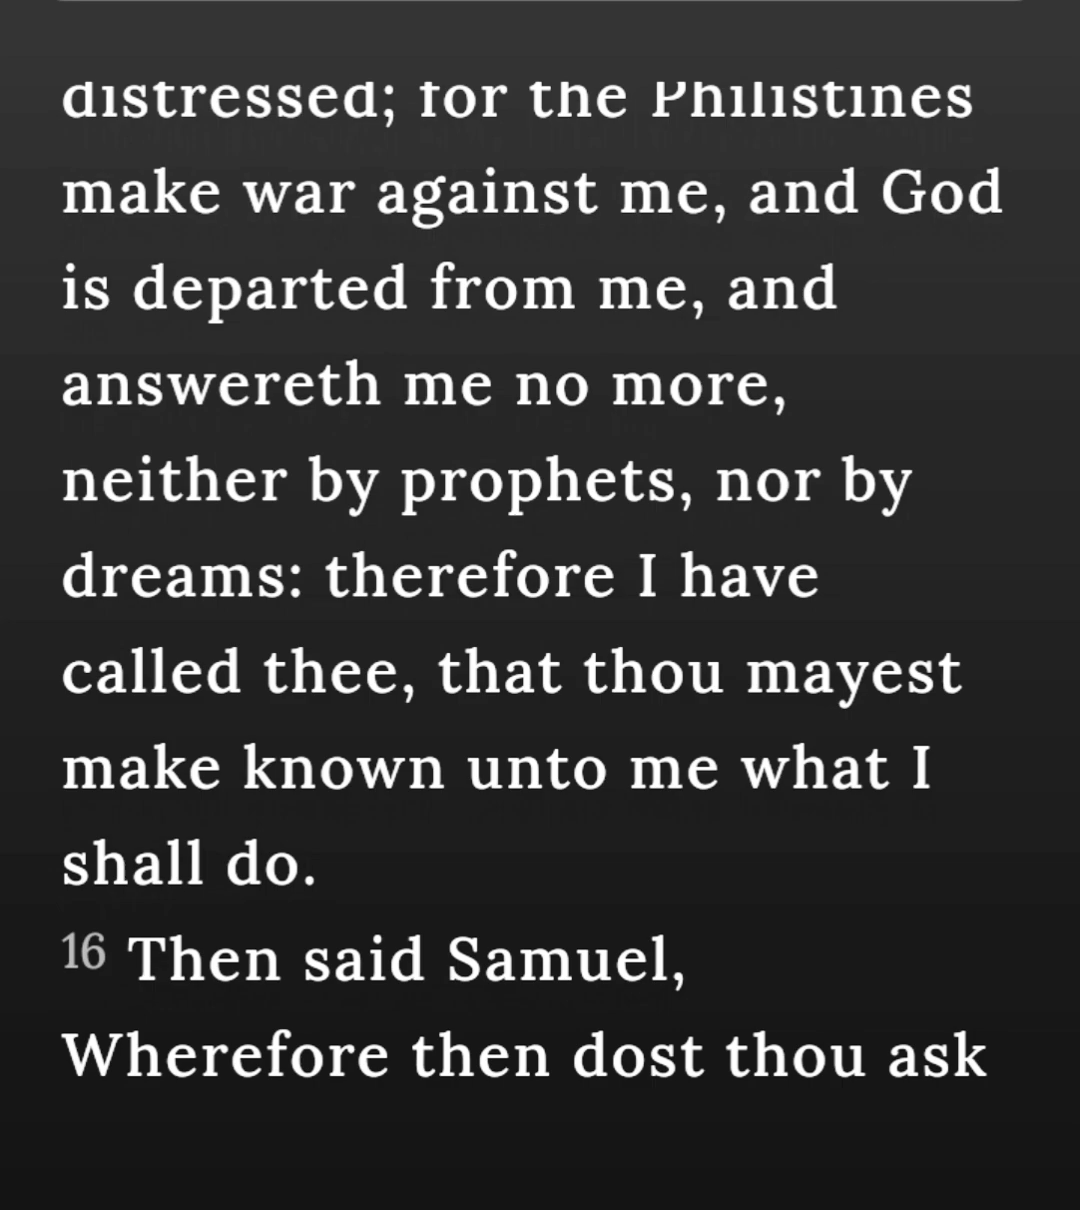 distressed; for the Philistines
make war against me, and God
is departed from me, and
answereth me no more,
neither by prophets, nor by
dreams: therefore I have
called thee, that thou mayest
make known unto me what I
shall do.
16 Then said Samuel,
Wherefore then dost thou ask